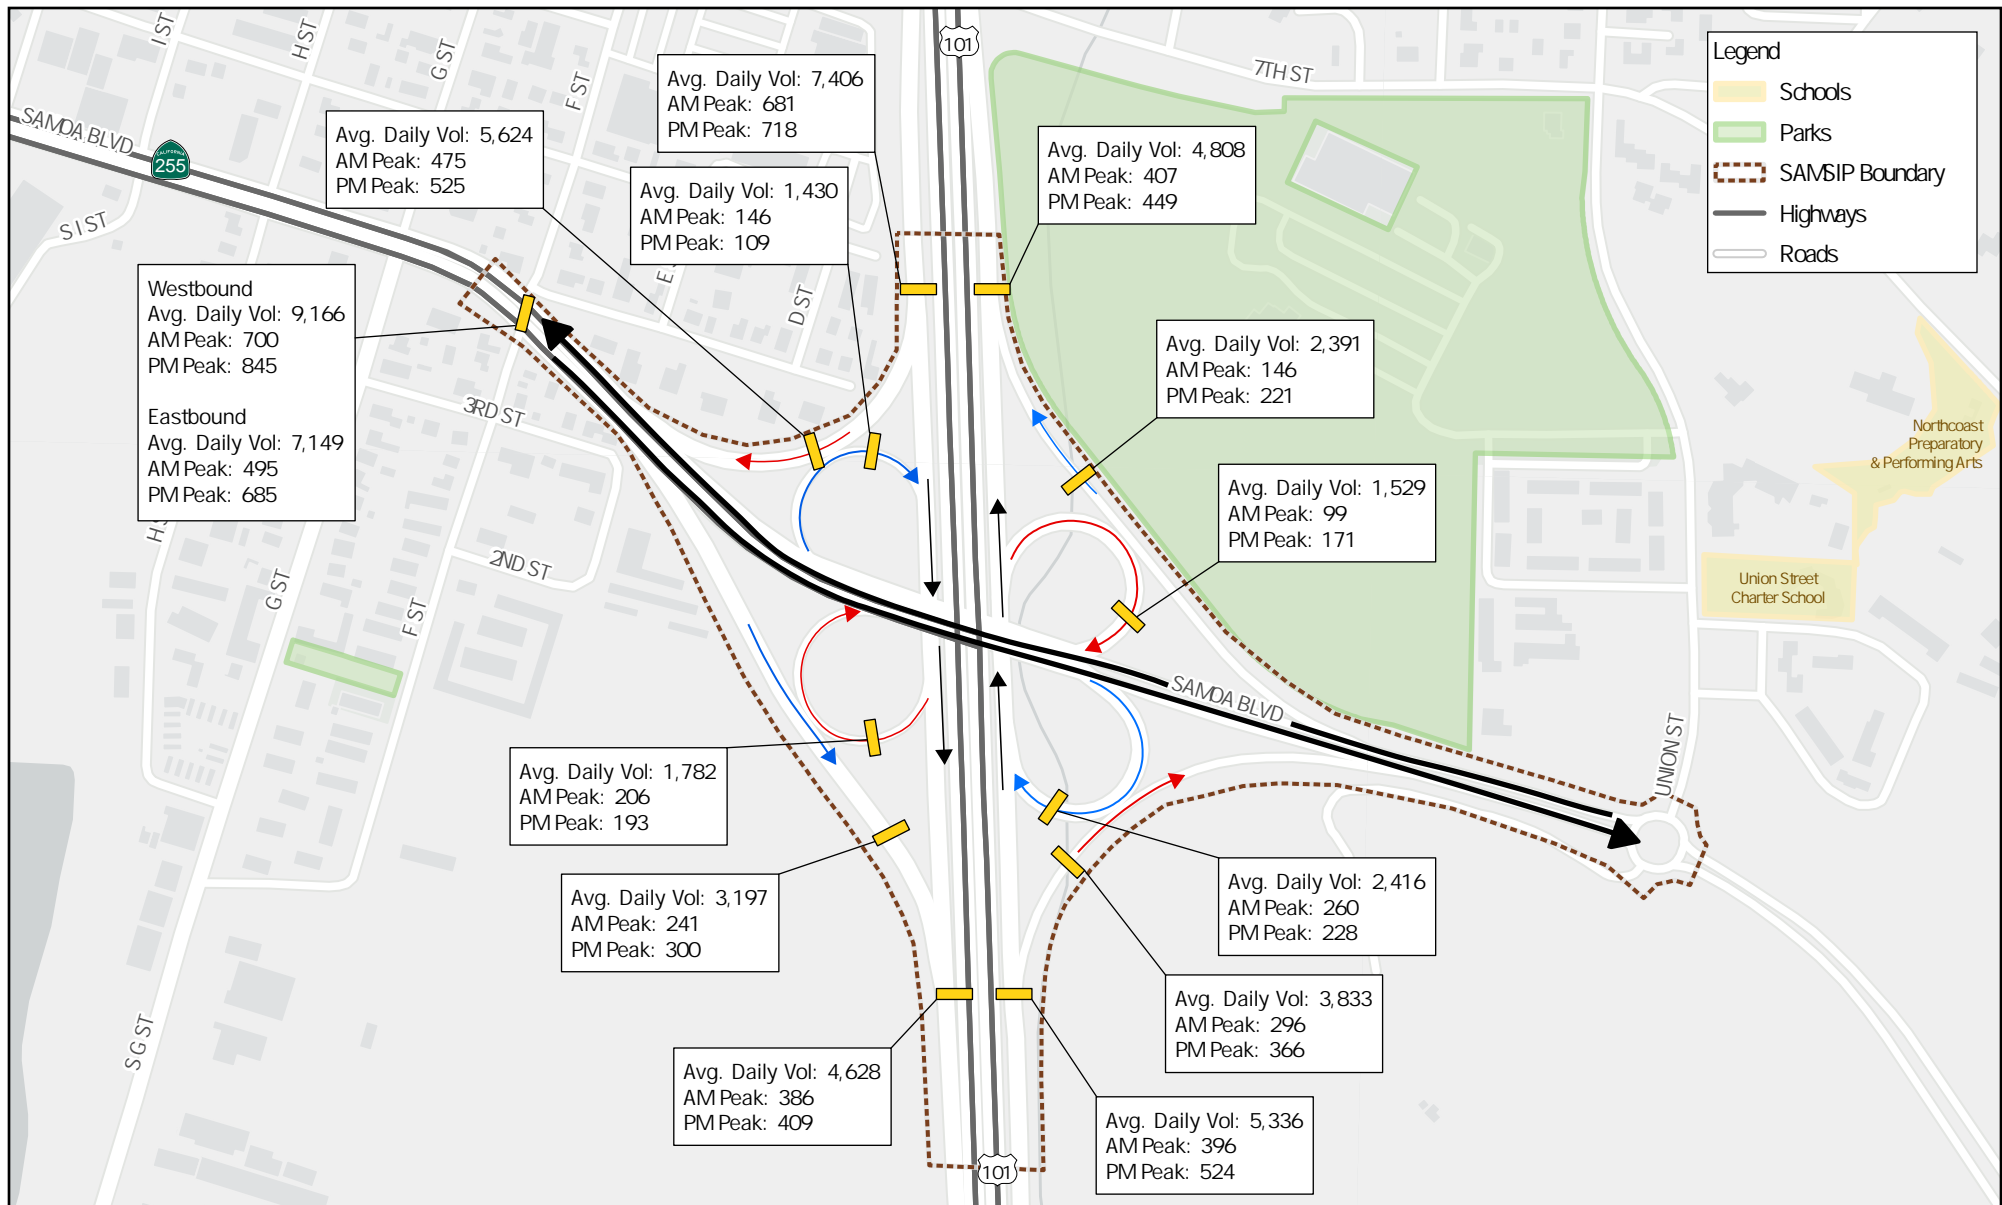 I ST
H ST
G ST
F ST
101
7TH ST
Legend
Schools
Parks
SAMSIP Boundary
Highways
Roads
SAMOA BLVD
CALIFORNIA
255
Avg. Daily Vol: 5,624
AM Peak: 475
PM Peak: 525
Avg. Daily Vol: 7,406
AM Peak: 681
PM Peak: 718
Avg. Daily Vol: 1,430
AM Peak: 146
PM Peak: 109
Avg. Daily Vol: 4,808
AM Peak: 407
PM Peak: 449
S I ST
D ST
Westbound
Avg. Daily Vol: 9,166
AM Peak: 700
PM Peak: 845
Eastbound
Avg. Daily Vol: 7,149
AM Peak: 495
PM Peak: 685
Avg. Daily Vol: 2,391
AM Peak: 146
PM Peak: 221
3RD ST
Northcoast
Preparatory
& Performing Arts
Avg. Daily Vol: 1,529
AM Peak: 99
PM Peak: 171
2ND ST
G ST
F ST
Union Street
Charter School
SAMOA BLVD
UNION ST
Avg. Daily Vol: 1,782
AM Peak: 206
PM Peak: 193
Avg. Daily Vol: 3,197
AM Peak: 241
PM Peak: 300
Avg. Daily Vol: 2,416
AM Peak: 260
PM Peak: 228
Avg. Daily Vol: 3,833
AM Peak: 296
PM Peak: 366
S G ST
Avg. Daily Vol: 4,628
AM Peak: 386
PM Peak: 409
Avg. Daily Vol: 5,336
AM Peak: 396
PM Peak: 524
101